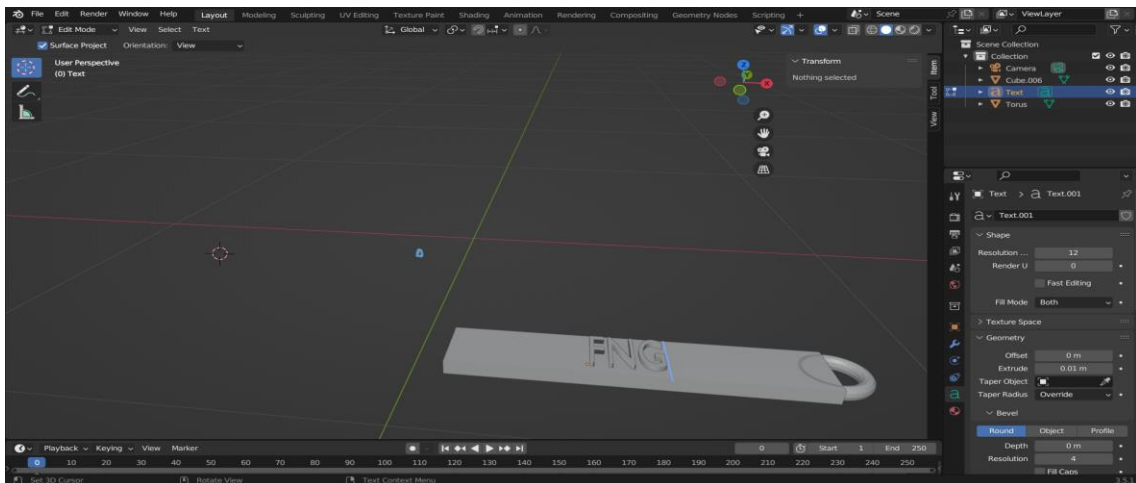 File Edit Render Window Help Layout Modeling Sculpting UV Editing Texture Paint Shading Animation Rendering Compositing Geometry Nodes Scripting + Scene ViewLayer
Edit Mode View Select Text Global
Surface Project Orientation: View
User Perspective
(0) Text
Transform
Nothing selected
Item
Tool
View
X
Y
Z
Scene Collection
Collection
Camera
Cube.006
Text
Torus
Text > Text.001
Text.001
Shape
Resolution ... 12
Render U 0
Fast Editing
Fill Mode Both
Texture Space
Geometry
Offset 0 m
Extrude 0.01 m
Taper Object
Taper Radius Override
Bevel
Round Object Profile
Depth 0 m
Resolution 4
Fill Caps
ENG
Playback Keying View Marker 0 Start 1 End 250
0 10 20 30 40 50 60 70 80 90 100 110 120 130 140 150 160 170 180 190 200 210 220 230 240 250
Set 3D Cursor Rotate View Text Context Menu 3.5.1